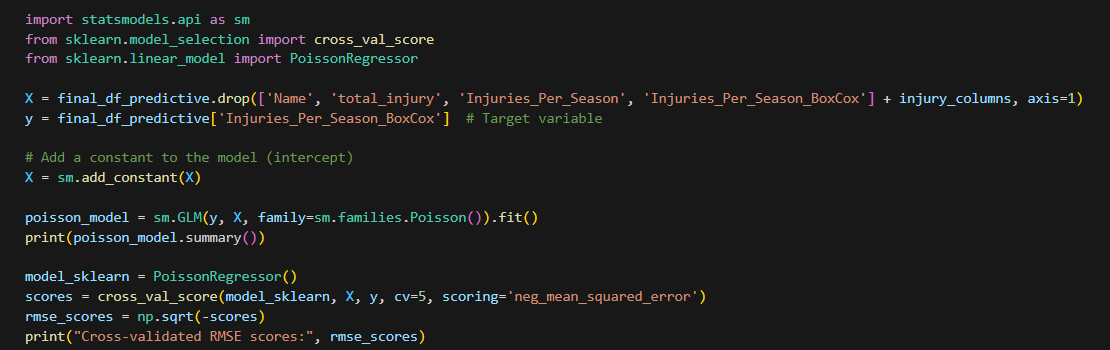 import statsmodels.api as sm
from sklearn.model_selection import cross_val_score
from sklearn.linear_model import PoissonRegressor
X = final_df_predictive.drop(['Name', 'total_injury', 'Injuries_Per_Season', 'Injuries_Per_Season_BoxCox'] + injury_columns, axis=1)
y = final_df_predictive['Injuries_Per_Season_BoxCox']  # Target variable
# Add a constant to the model (intercept)
X = sm.add_constant(X)
poisson_model = sm.GLM(y, X, family=sm.families.Poisson()).fit()
print(poisson_model.summary())
model_sklearn = PoissonRegressor()
scores = cross_val_score(model_sklearn, X, y, cv=5, scoring='neg_mean_squared_error')
rmse_scores = np.sqrt(-scores)
print("Cross-validated RMSE scores:", rmse_scores)